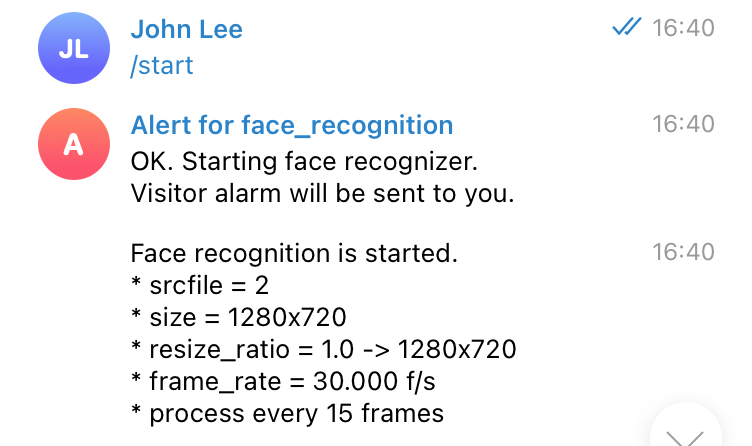 JL
John Lee
16:40
/start
A
Alert for face_recognition
16:40
OK. Starting face recognizer.
Visitor alarm will be sent to you.
Face recognition is started.
16:40
* srcfile = 2
* size = 1280x720
* resize_ratio = 1.0 -> 1280x720
* frame_rate = 30.000 f/s
* process every 15 frames